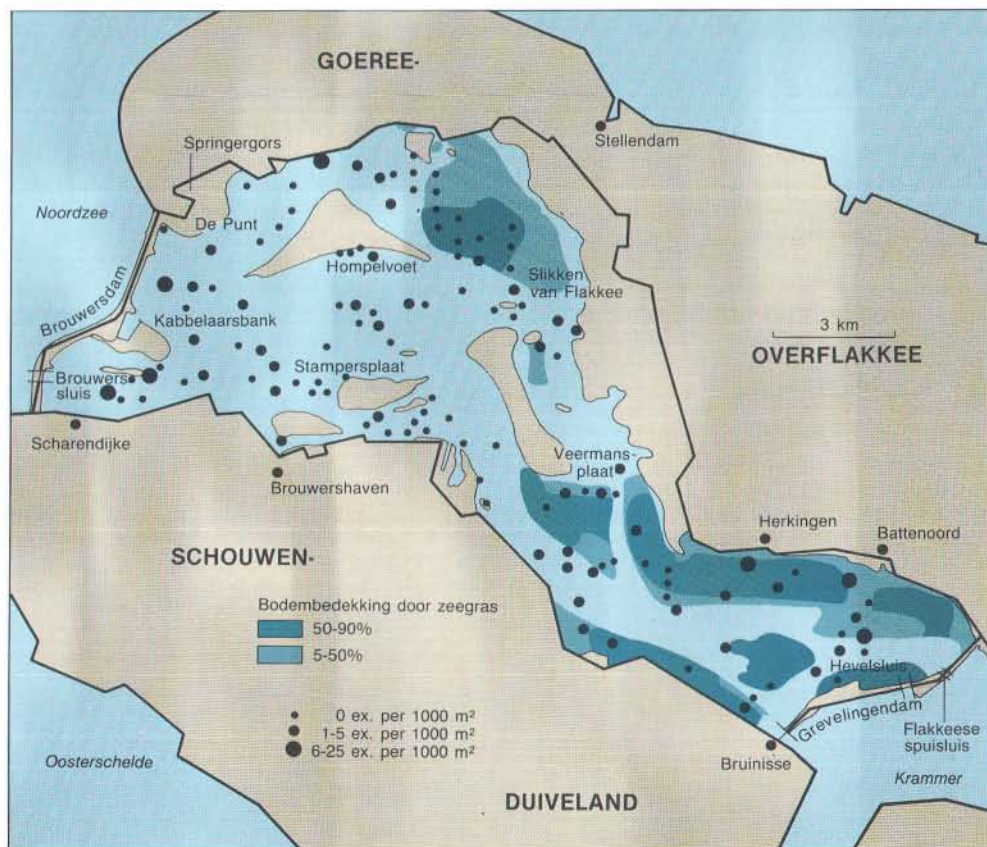 GOEREE-
Stellendam
Springergors
Noordzee
De Punt
Hompelvoet
Slikken
van Flakkee
Brouwersdam
Kabbelaarsbank
3 km
OVERFLAKKEE
Stampersplaat
Brouwers
sluis
Scharendijke
Veermans-
plaat
Brouwershaven
Herkingen
Battenoord
SCHOUWEN-
Bodembedekking door zeegras
50-90%
5-50%
Hevelsluis
0 ex. per 1000 m²
1-5 ex. per 1000 m²
6-25 ex. per 1000 m²
Grevelingendam
Flakkeese
spuisluis
Oosterschelde
Bruinisse
Krammer
DUIVELAND